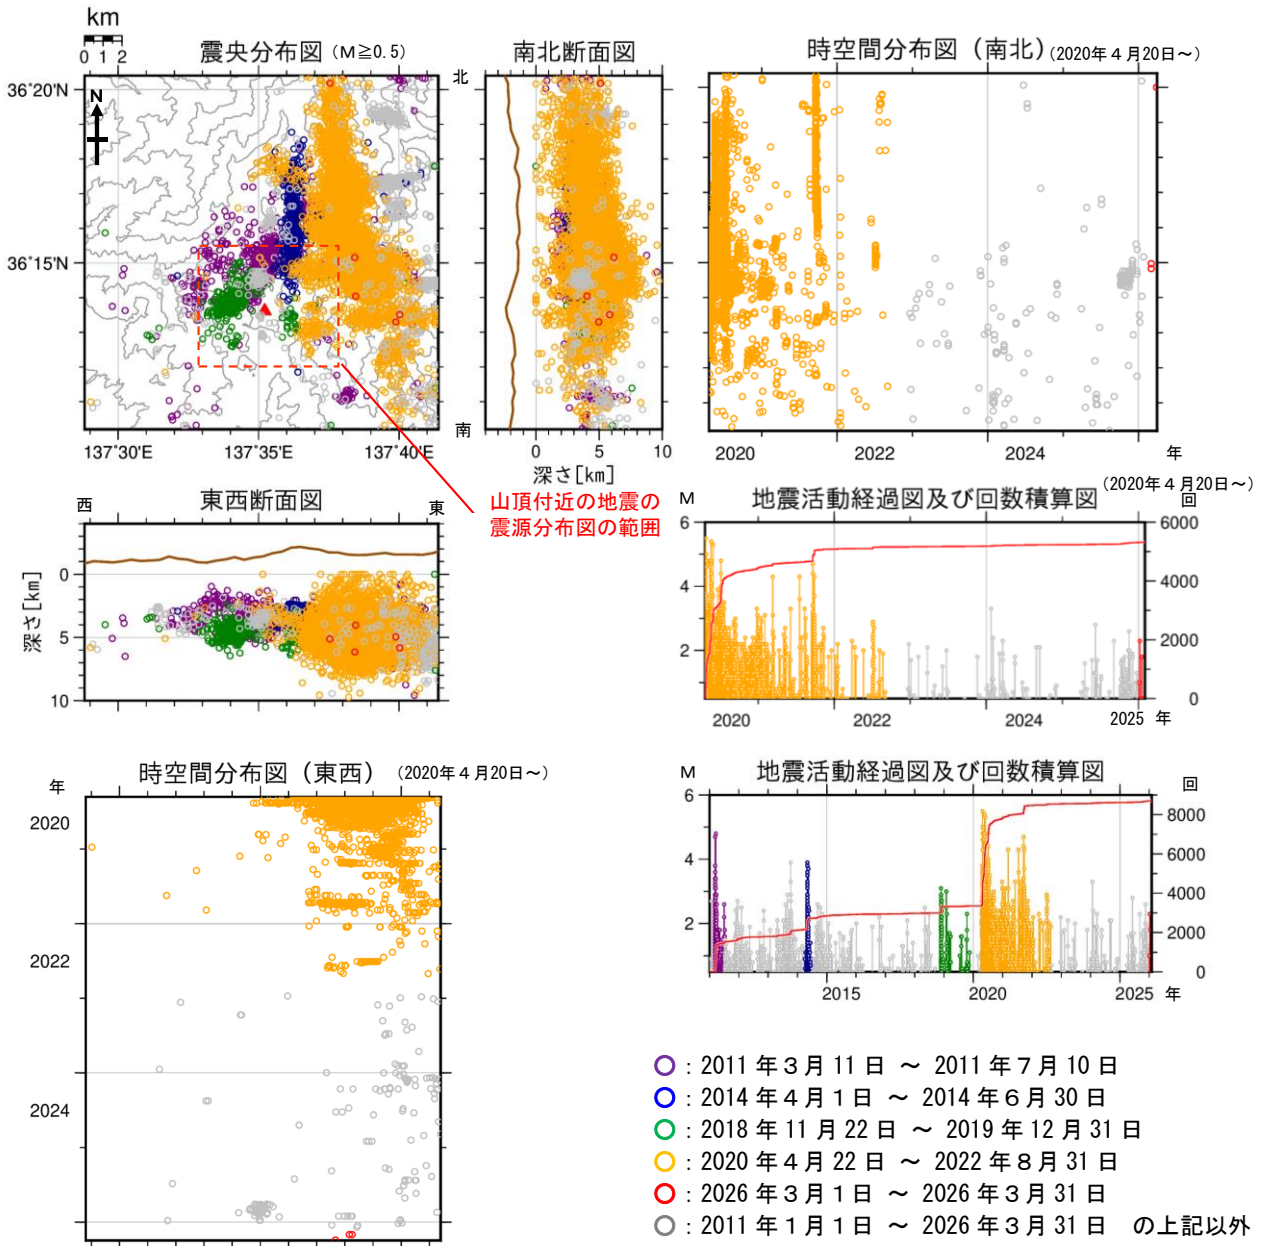 km
0 1 2
震央分布図 (M≧0.5)
北
N
36°20'N
36°15'N
137°30'E 137°35'E 137°40'E
南
南北断面図
0 5 10
深さ[km]
時空間分布図（南北）(2020年４月20日～)
2020 2022 2024 年
山頂付近の地震の
震源分布図の範囲
西 東西断面図 東
深さ[km]
0
5
10
地震活動経過図及び回数積算図 (2020年４月20日～)
M 回
6 6000
4 4000
2 2000
0
2020 2022 2024 2025 年
時空間分布図（東西）(2020年４月20日～)
年
2020
2022
2024
地震活動経過図及び回数積算図
M 回
6
8000
6000
4
4000
2
2000
0
2015 2020 2025 年
：2011年３月11日 ～ 2011年７月10日
：2014年４月１日 ～ 2014年６月30日
：2018年11月22日 ～ 2019年12月31日
：2020年４月22日 ～ 2022年８月31日
：2026年３月１日 ～ 2026年３月31日
：2011年１月１日 ～ 2026年３月31日 の上記以外